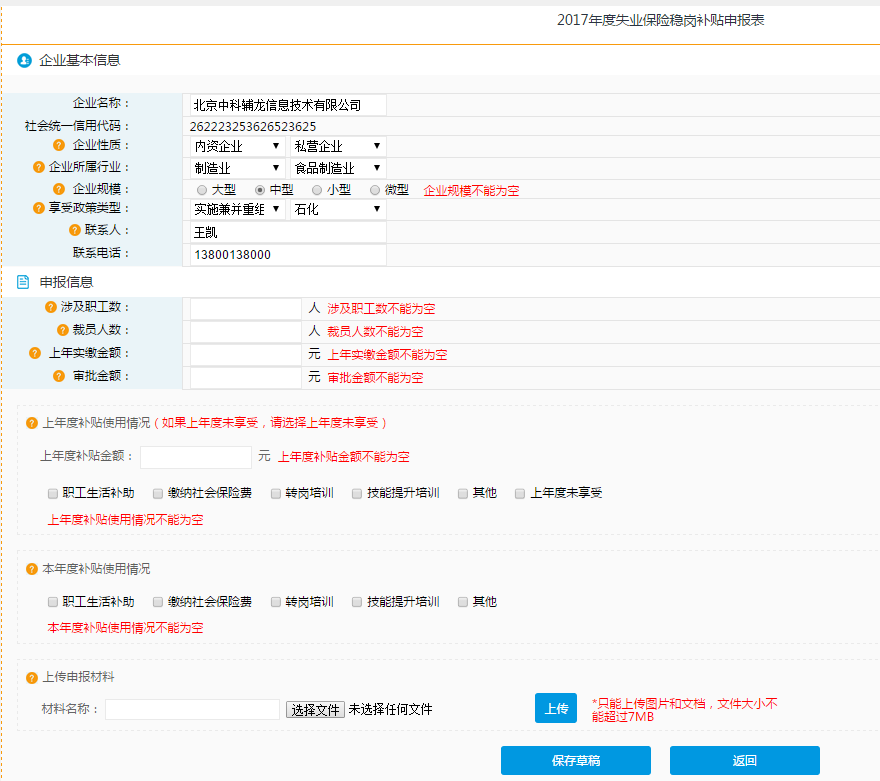 2017年度失业保险稳岗补贴申报表
企业基本信息
企业名称： 北京中科辅龙信息技术有限公司
社会统一信用代码： 262223253626523625
企业性质： 内资企业 私营企业
企业所属行业： 制造业 食品制造业
企业规模： 大型 中型 小型 微型 企业规模不能为空
享受政策类型： 实施兼并重组 石化
联系人： 王凯
联系电话： 13800138000
申报信息
涉及职工数： 人 涉及职工数不能为空
裁员人数： 人 裁员人数不能为空
上年实缴金额： 元 上年实缴金额不能为空
审批金额： 元 审批金额不能为空
上年度补贴使用情况（如果上年度未享受，请选择上年度未享受）
上年度补贴金额： 元 上年度补贴金额不能为空
职工生活补助 缴纳社会保险费 转岗培训 技能提升培训 其他 上年度未享受
上年度补贴使用情况不能为空
本年度补贴使用情况
职工生活补助 缴纳社会保险费 转岗培训 技能提升培训 其他
本年度补贴使用情况不能为空
上传申报材料
材料名称： 选择文件 未选择任何文件 上传 *只能上传图片和文档，文件大小不
能超过7MB
保存草稿 返回